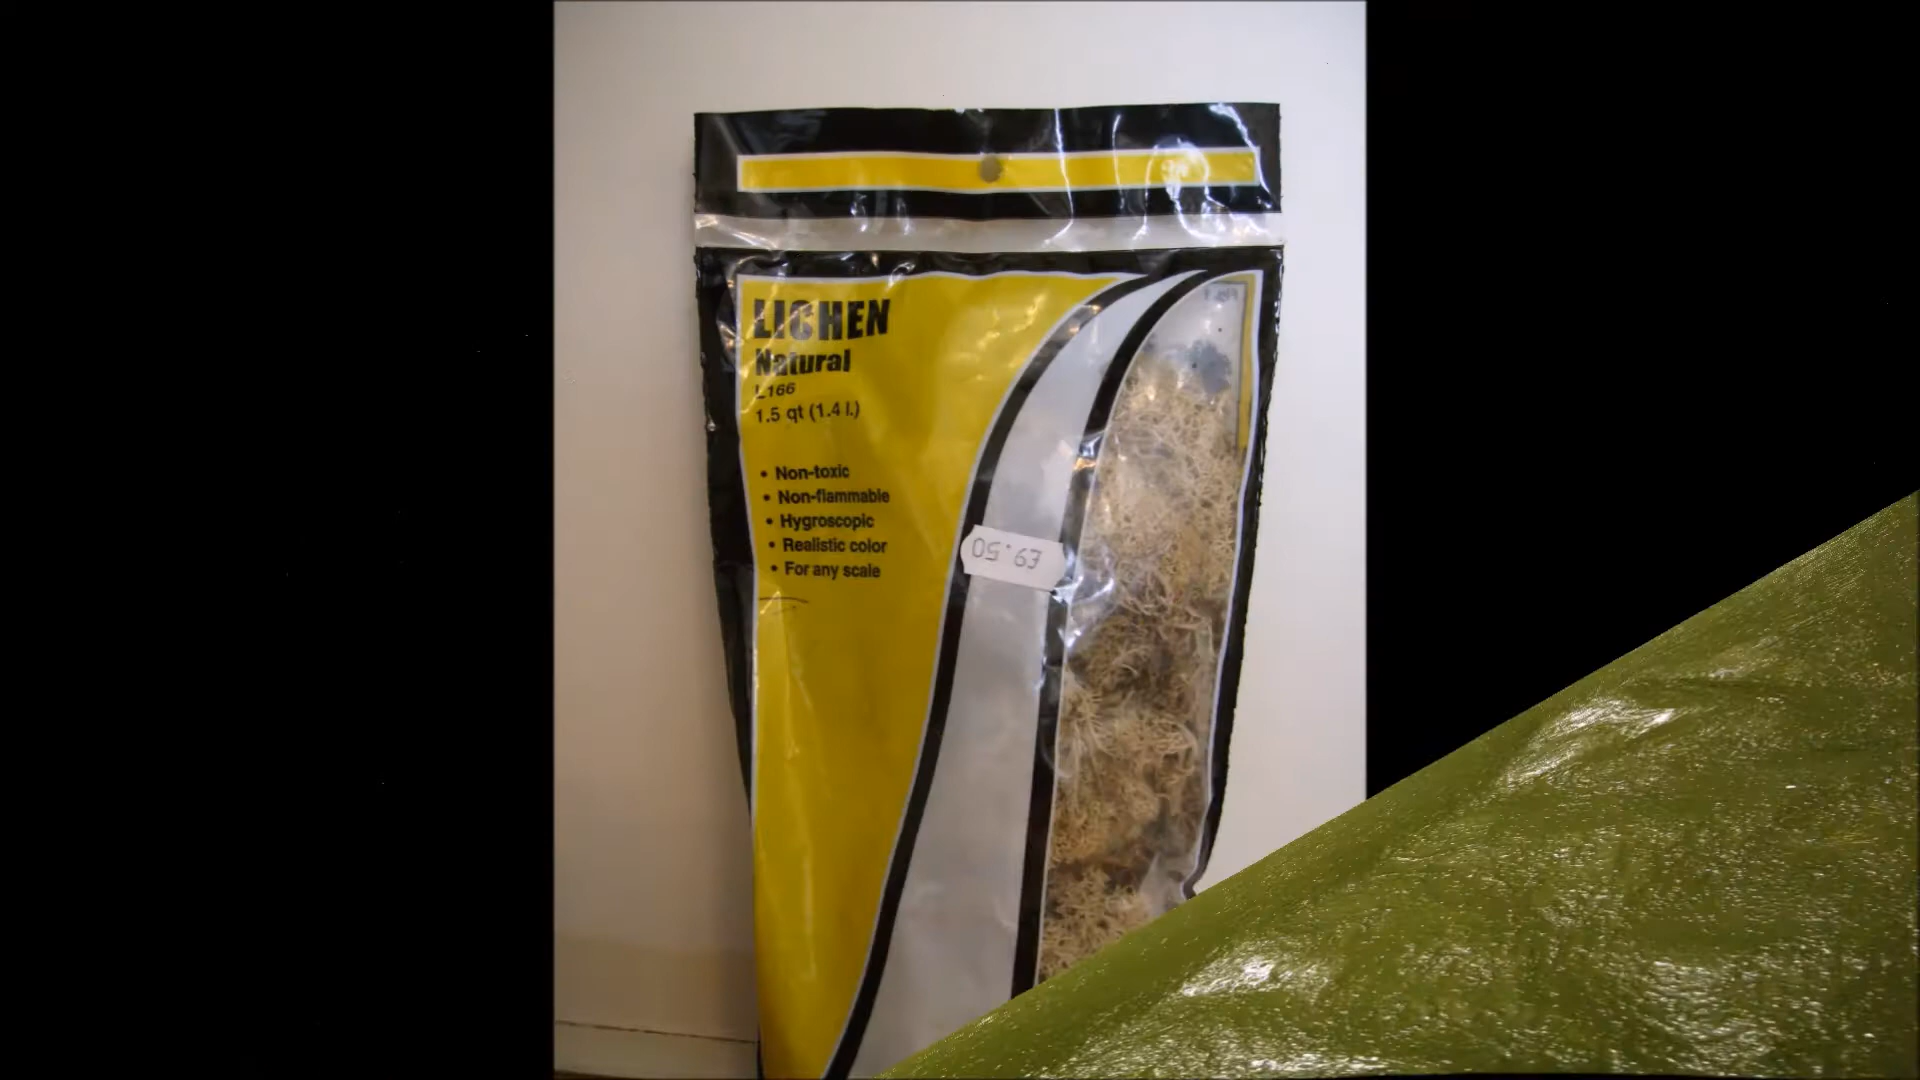 LICHEN
Natural
L166
1.5 qt (1.4 l.)
• Non-toxic
• Non-flammable
• Hygroscopic
• Realistic color
• For any scale
£9.50